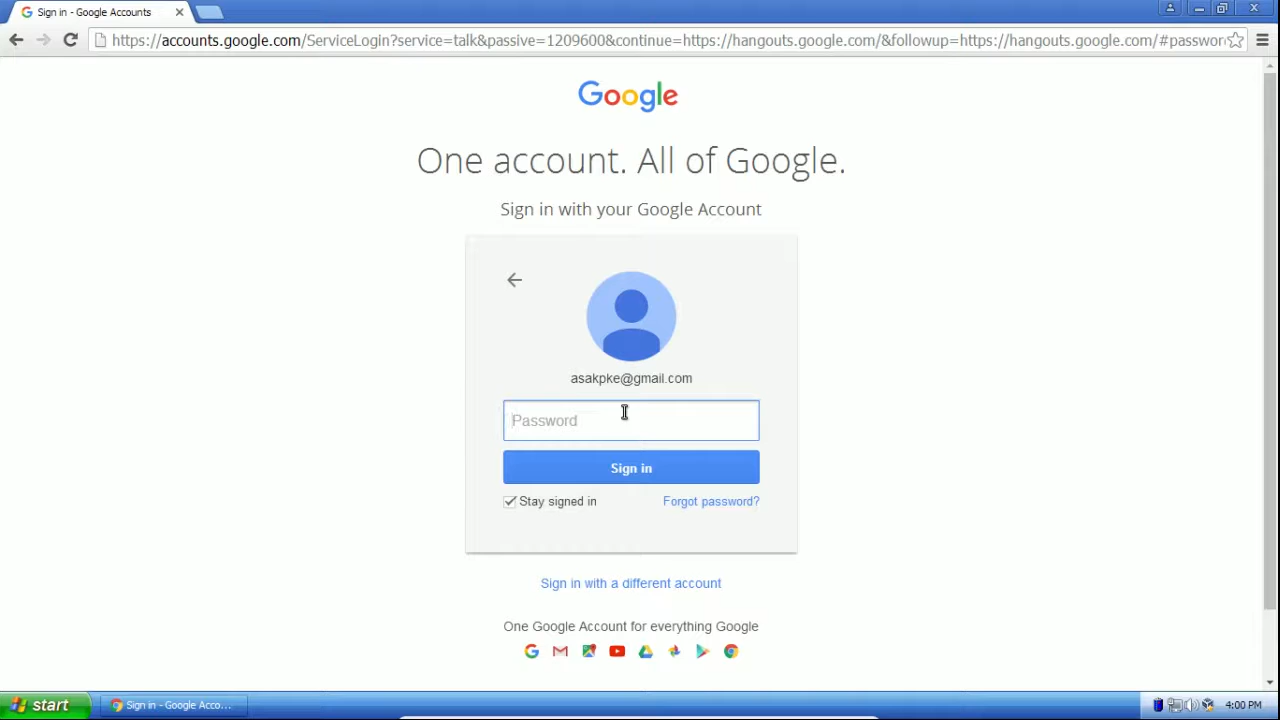 Sign in - Google Accounts
https://accounts.google.com/ServiceLogin?service=talk&passive=1209600&continue=https://hangouts.google.com/&followup=https://hangouts.google.com/#passwor
Google
One account. All of Google.
Sign in with your Google Account
asakpke@gmail.com
Password
Sign in
Stay signed in
Forgot password?
Sign in with a different account
One Google Account for everything Google
start
Sign in - Google Acco...
4:00 PM